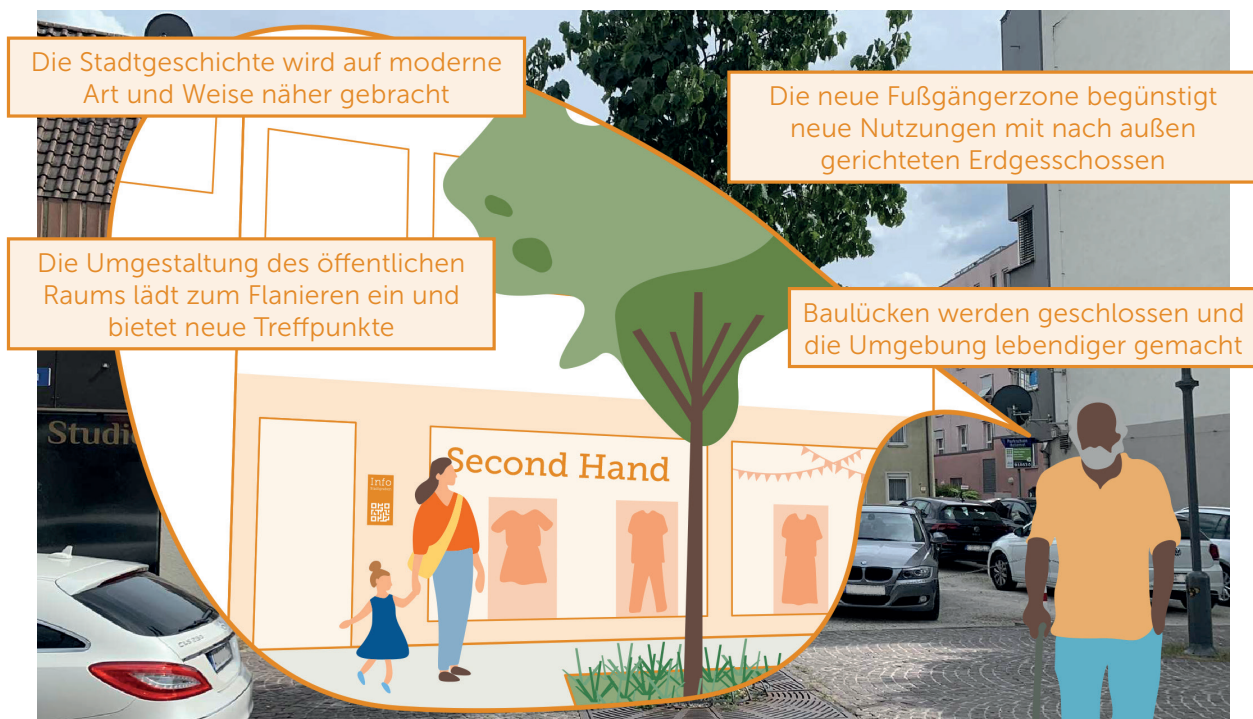 Die Stadtgeschichte wird auf moderne
Art und Weise näher gebracht
Die neue Fußgängerzone begünstigt
neue Nutzungen mit nach außen
gerichteten Erdgesschossen
Die Umgestaltung des öffentlichen
Raums lädt zum Flanieren ein und
bietet neue Treffpunkte
Baulücken werden geschlossen und
die Umgebung lebendiger gemacht
Studi
Info
Second Hand